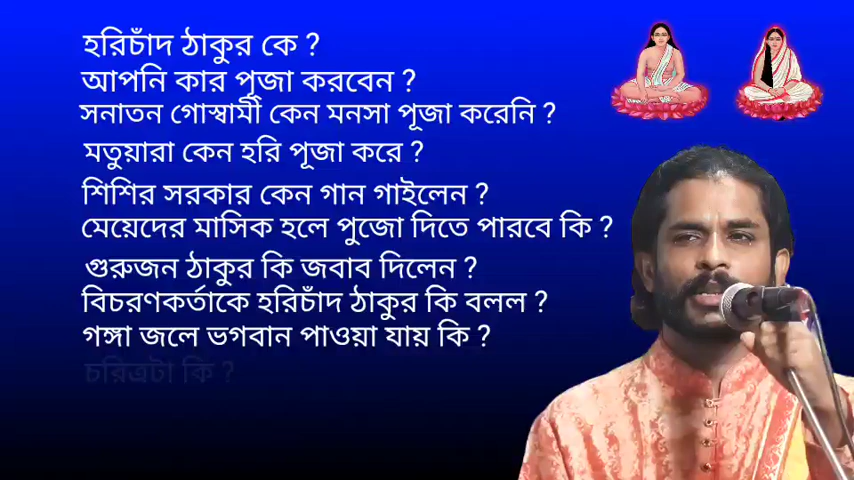 হরিচাঁদ ঠাকুর কে ?
আপনি কার পূজা করবেন ?
সনাতন গোস্বামী কেন মনসা পূজা করেনি ?
মতুয়ারা কেন হরি পূজা করে ?
শিশির সরকার কেন গান গাইলেন ?
মেয়েদের মাসিক হলে পুজো দিতে পারবে কি ?
গুরুজন ঠাকুর কি জবাব দিলেন ?
বিচরণকর্তাকে হরিচাঁদ ঠাকুর কি বলল ?
গঙ্গা জলে ভগবান পাওয়া যায় কি ?
চরিত্রটা কি ?